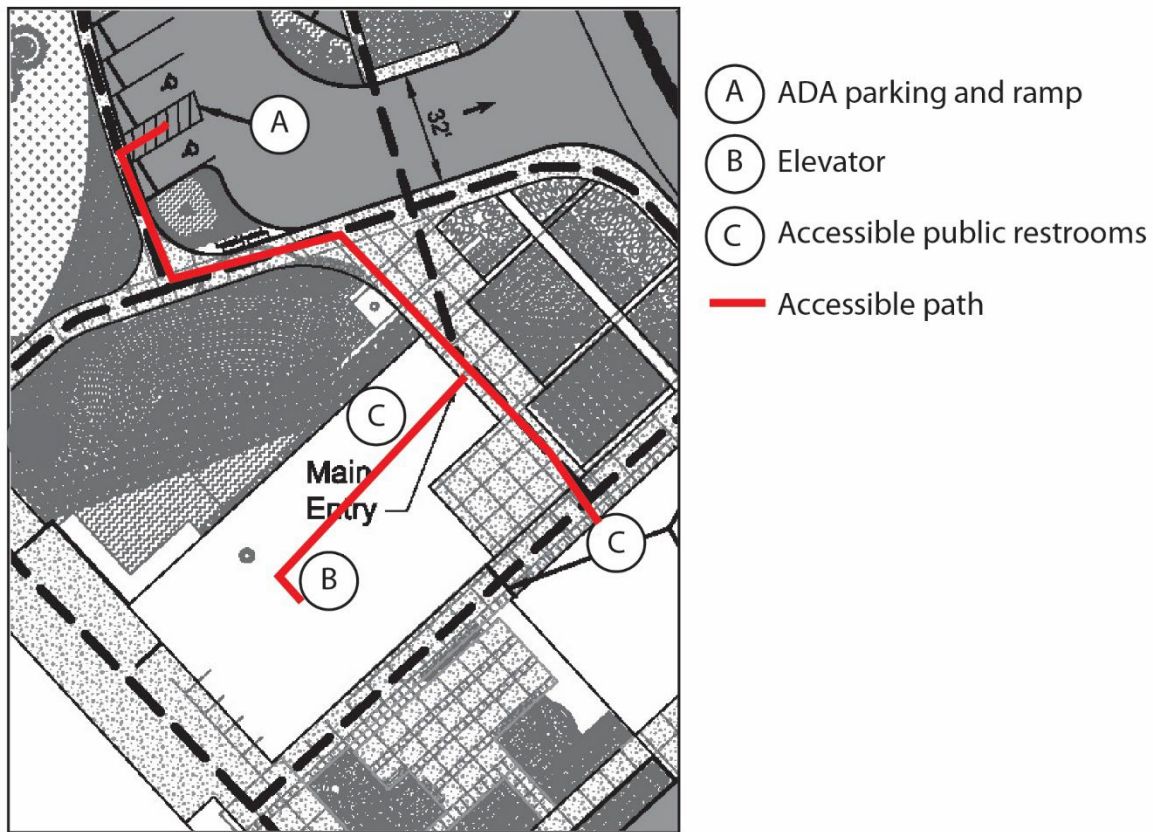 A
32'
C
Main
Entry
B
C
A ADA parking and ramp
B Elevator
C Accessible public restrooms
Accessible path